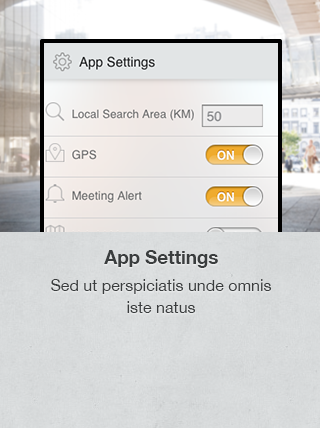 App Settings
Local Search Area (KM) 50
GPS ON
Meeting Alert ON
App Settings
Sed ut perspiciatis unde omnis
iste natus